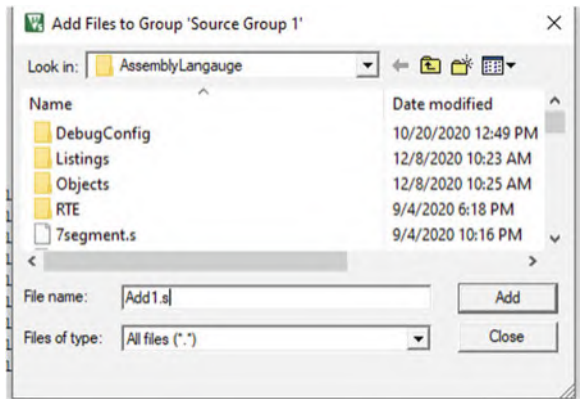 Add Files to Group 'Source Group 1'
Look in: AssemblyLangauge
Name Date modified
DebugConfig 10/20/2020 12:49 PM
Listings 12/8/2020 10:23 AM
Objects 12/8/2020 10:25 AM
RTE 9/4/2020 6:18 PM
7segment.s 9/4/2020 10:16 PM
File name: Add1.s Add
Files of type: All files (*.*) Close